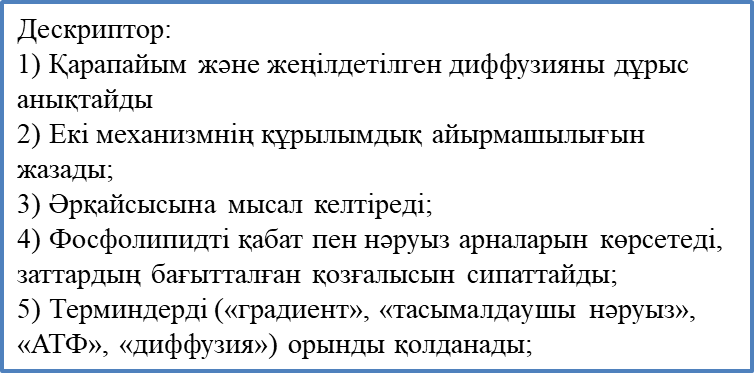 Дескриптор:
1) Қарапайым және жеңілдетілген диффузияны дұрыс
анықтайды
2) Екі механизмнің құрылымдық айырмашылығын
жазады;
3) Әрқайсысына мысал келтіреді;
4) Фосфолипидті қабат пен нәруыз арналарын көрсетеді,
заттардың бағытталған қозғалысын сипаттайды;
5) Терминдерді («градиент», «тасымалдаушы нәруыз»,
«АТФ», «диффузия») орынды қолданады;